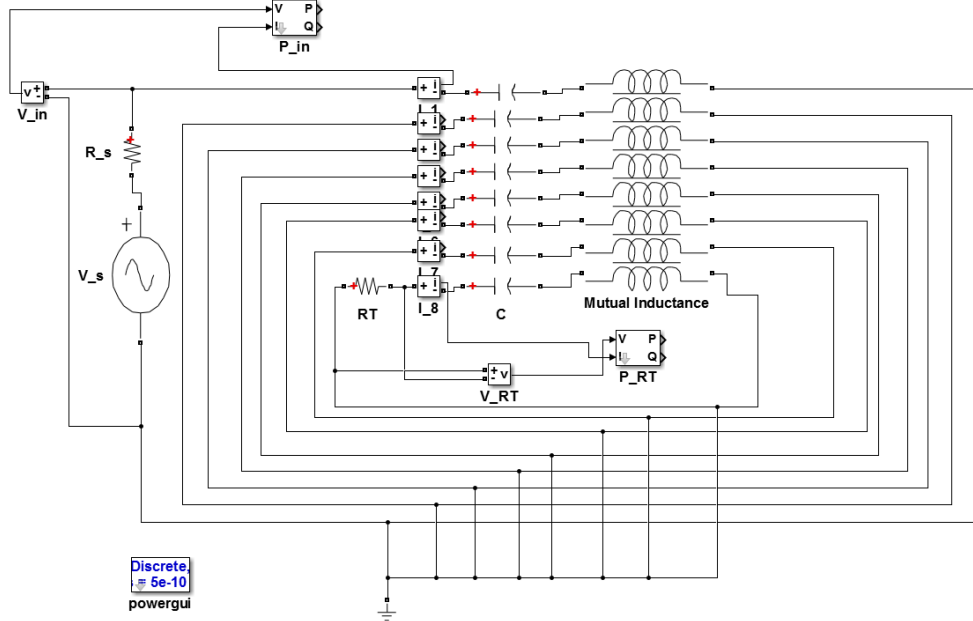 V P
I Q
P_in
v + -
V_in
+ i -
I_1
R_s
+ i -
+ i -
+ i -
+ i -
+ i -
+
V_s
+ i -
I_7
+ i -
I_8
RT
C
Mutual Inductance
V P
I Q
P_RT
+ - v
V_RT
Discrete,
= 5e-10
powergui